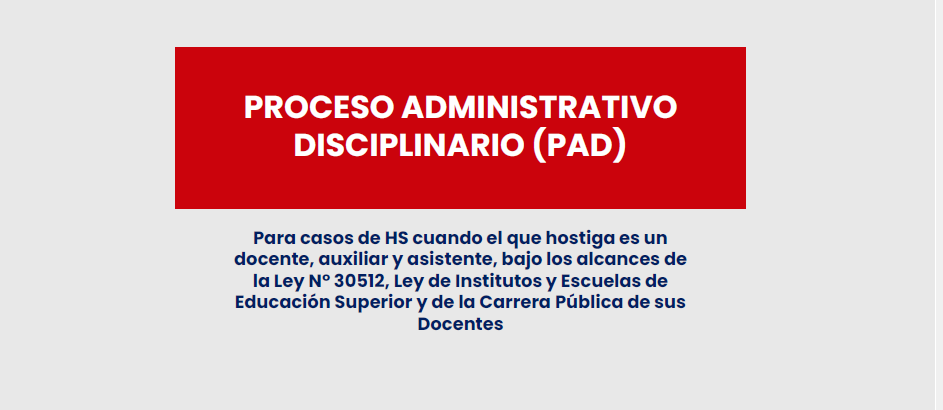 PROCESO ADMINISTRATIVO
DISCIPLINARIO (PAD)
Para casos de HS cuando el que hostiga es un
docente, auxiliar y asistente, bajo los alcances de
la Ley N° 30512, Ley de Institutos y Escuelas de
Educación Superior y de la Carrera Pública de sus
Docentes